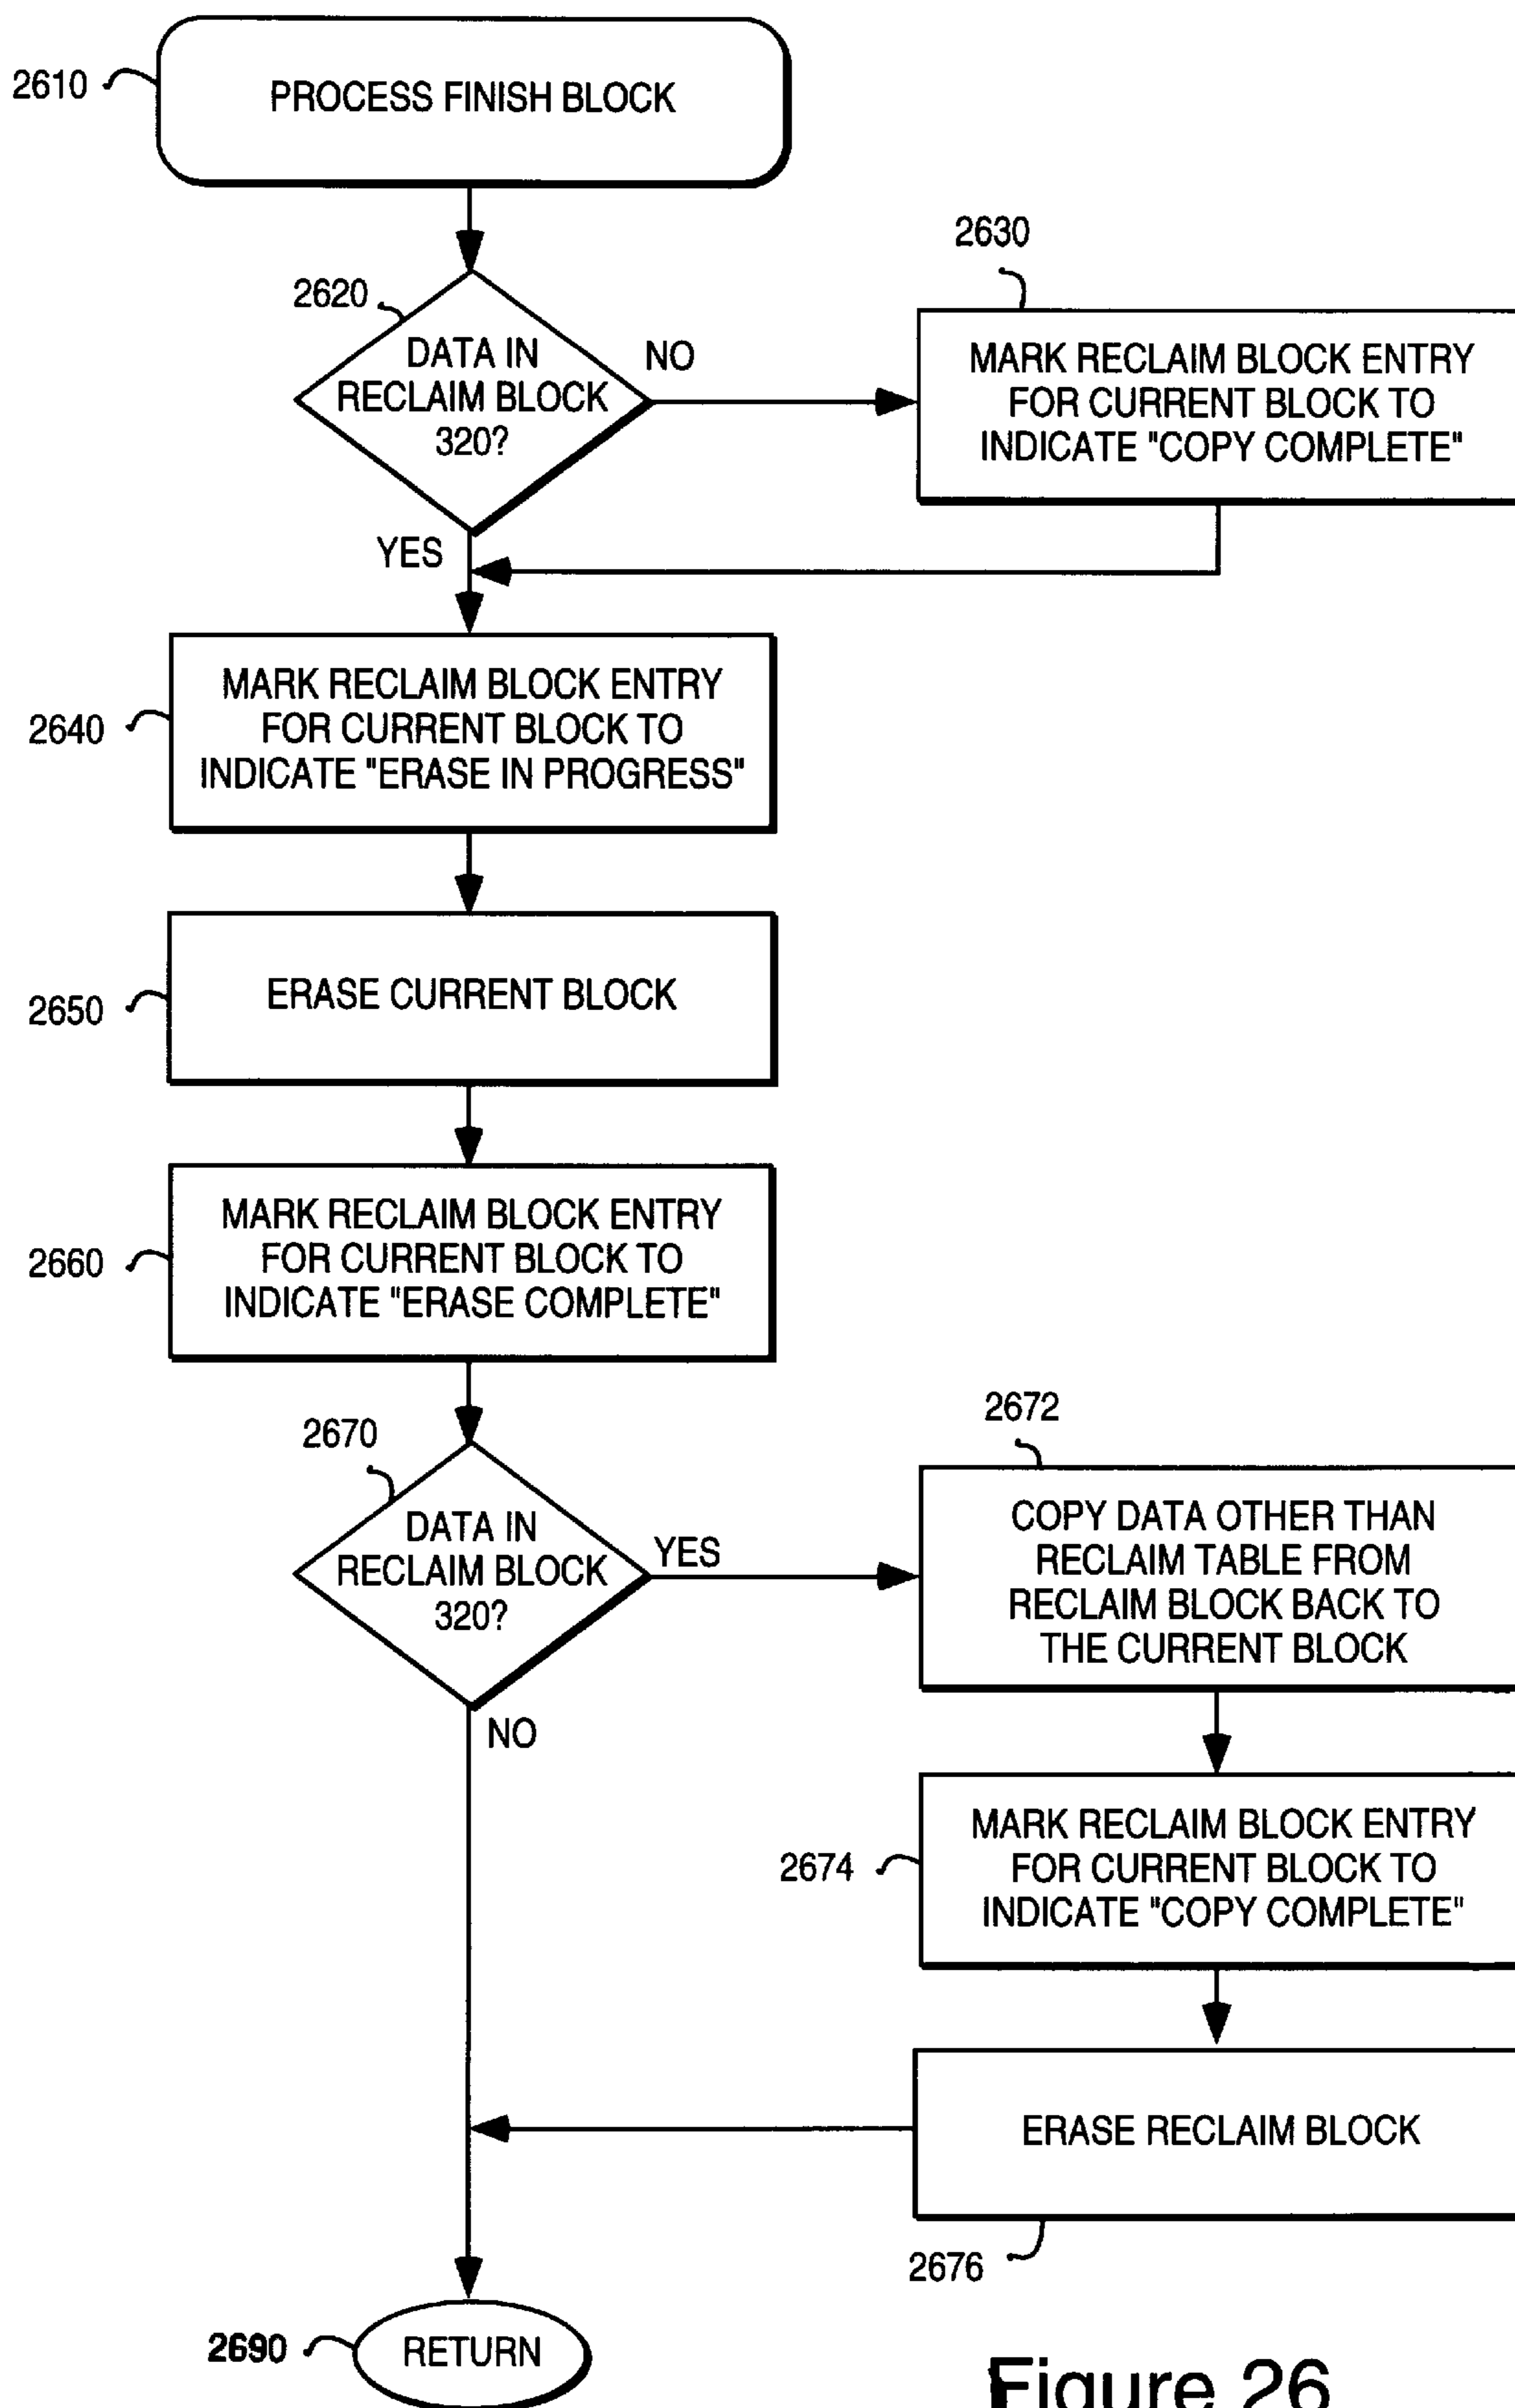 2610
PROCESS FINISH BLOCK
2620
DATA IN
RECLAIM BLOCK
320?
NO
YES
2630
MARK RECLAIM BLOCK ENTRY
FOR CURRENT BLOCK TO
INDICATE "COPY COMPLETE"
2640
MARK RECLAIM BLOCK ENTRY
FOR CURRENT BLOCK TO
INDICATE "ERASE IN PROGRESS"
2650
ERASE CURRENT BLOCK
2660
MARK RECLAIM BLOCK ENTRY
FOR CURRENT BLOCK TO
INDICATE "ERASE COMPLETE"
2670
DATA IN
RECLAIM BLOCK
320?
YES
NO
2672
COPY DATA OTHER THAN
RECLAIM TABLE FROM
RECLAIM BLOCK BACK TO
THE CURRENT BLOCK
2674
MARK RECLAIM BLOCK ENTRY
FOR CURRENT BLOCK TO
INDICATE "COPY COMPLETE"
ERASE RECLAIM BLOCK
2676
2690
RETURN
Figure 26